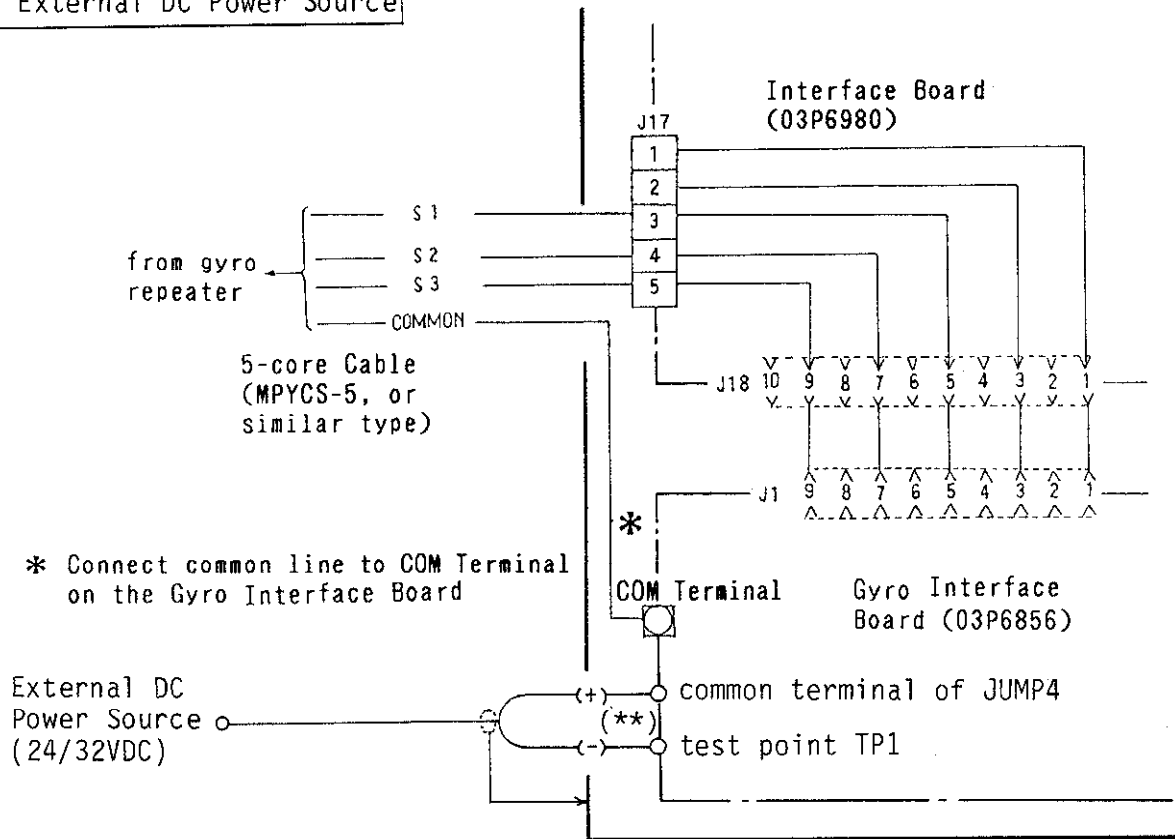 External DC Power Source
Interface Board
(03P6980)
J17
1
2
3
4
5
S1
S2
S3
COMMON
from gyro
repeater
5-core Cable
(MPYCS-5, or
similar type)
J18 10 9 8 7 6 5 4 3 2 1
J1 9 8 7 6 5 4 3 2 1
*
* Connect common line to COM Terminal
on the Gyro Interface Board
COM Terminal
Gyro Interface
Board (03P6856)
External DC
Power Source
(24/32VDC)
(+)
(**)
(-)
common terminal of JUMP4
test point TP1